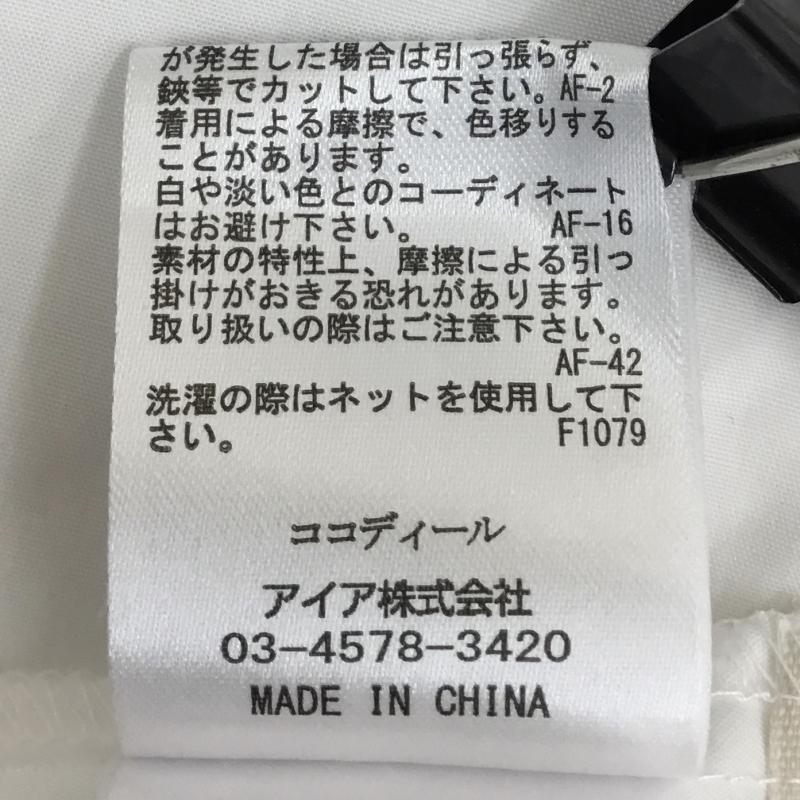 が発生した場合は引っ張らず、
鋏等でカットして下さい。AF-2
着用による摩擦で、色移りする
ことがあります。
白や淡い色とのコーディネート
はお避け下さい。 AF-16
素材の特性上、摩擦による引っ
掛けがおきる恐れがあります。
取り扱いの際はご注意下さい。
AF-42
洗濯の際はネットを使用して下
さい。 F1079
ココディール
アイア株式会社
03-4578-3420
MADE IN CHINA